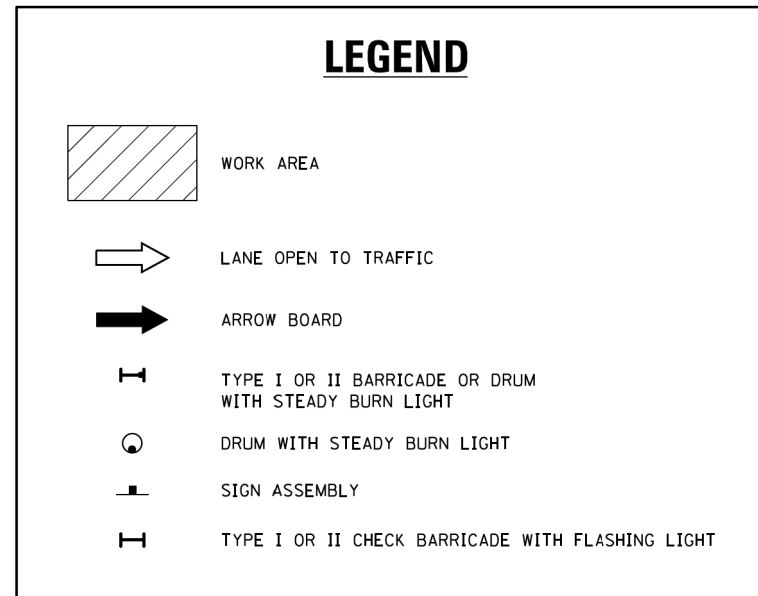 LEGEND
WORK AREA
LANE OPEN TO TRAFFIC
ARROW BOARD
TYPE I OR II BARRICADE OR DRUM
WITH STEADY BURN LIGHT
DRUM WITH STEADY BURN LIGHT
SIGN ASSEMBLY
TYPE I OR II CHECK BARRICADE WITH FLASHING LIGHT